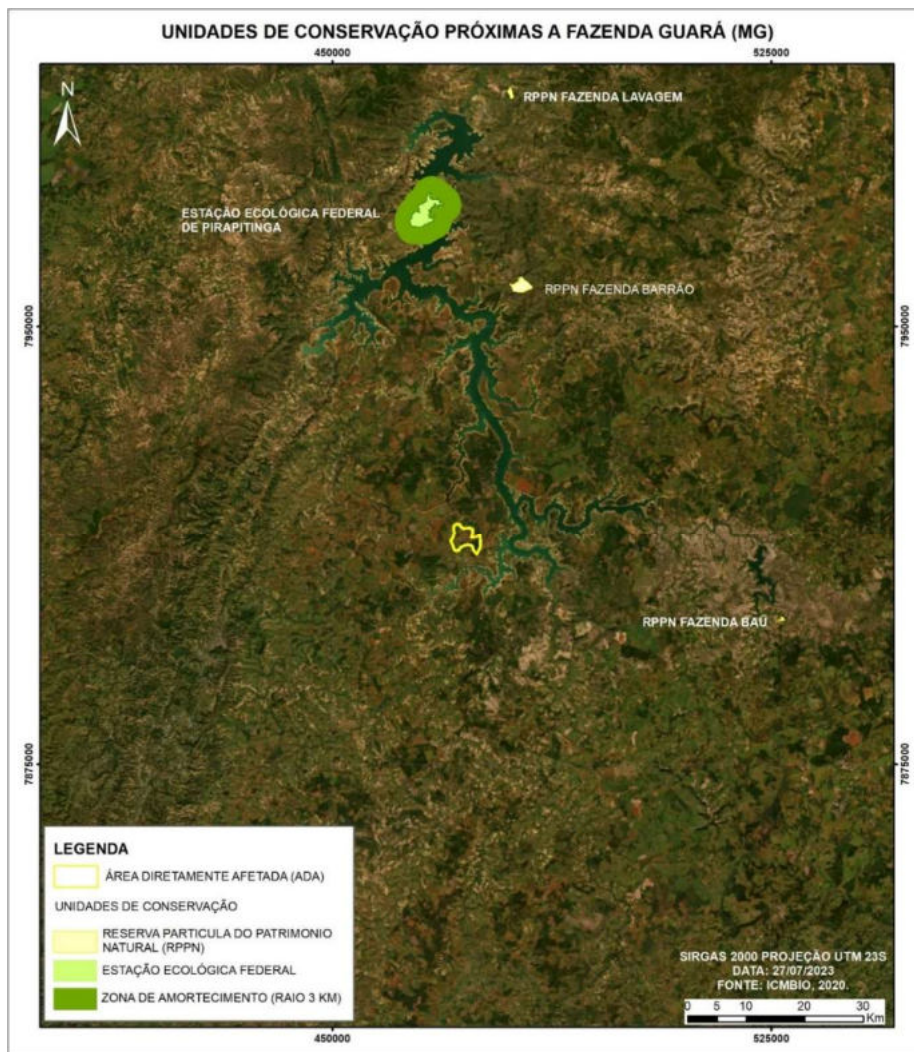 UNIDADES DE CONSERVAÇÃO PRÓXIMAS A FAZENDA GUARÁ (MG)
450000
525000
N
RPPN FAZENDA LAVAGEM
ESTAÇÃO ECOLÓGICA FEDERAL
DE PIRAPITINGA
RPPN FAZENDA BARRÃO
7950000
7950000
RPPN FAZENDA BAÚ
7875000
7875000
LEGENDA
ÁREA DIRETAMENTE AFETADA (ADA)
UNIDADES DE CONSERVAÇÃO
RESERVA PARTICULA DO PATRIMONIO
NATURAL (RPPN)
ESTAÇÃO ECOLÓGICA FEDERAL
ZONA DE AMORTECIMENTO (RAIO 3 KM)
SIRGAS 2000 PROJEÇÃO UTM 23S
DATA: 27/07/2023
FONTE: ICMBIO, 2020.
0 5 10 20 30
Km
450000
525000